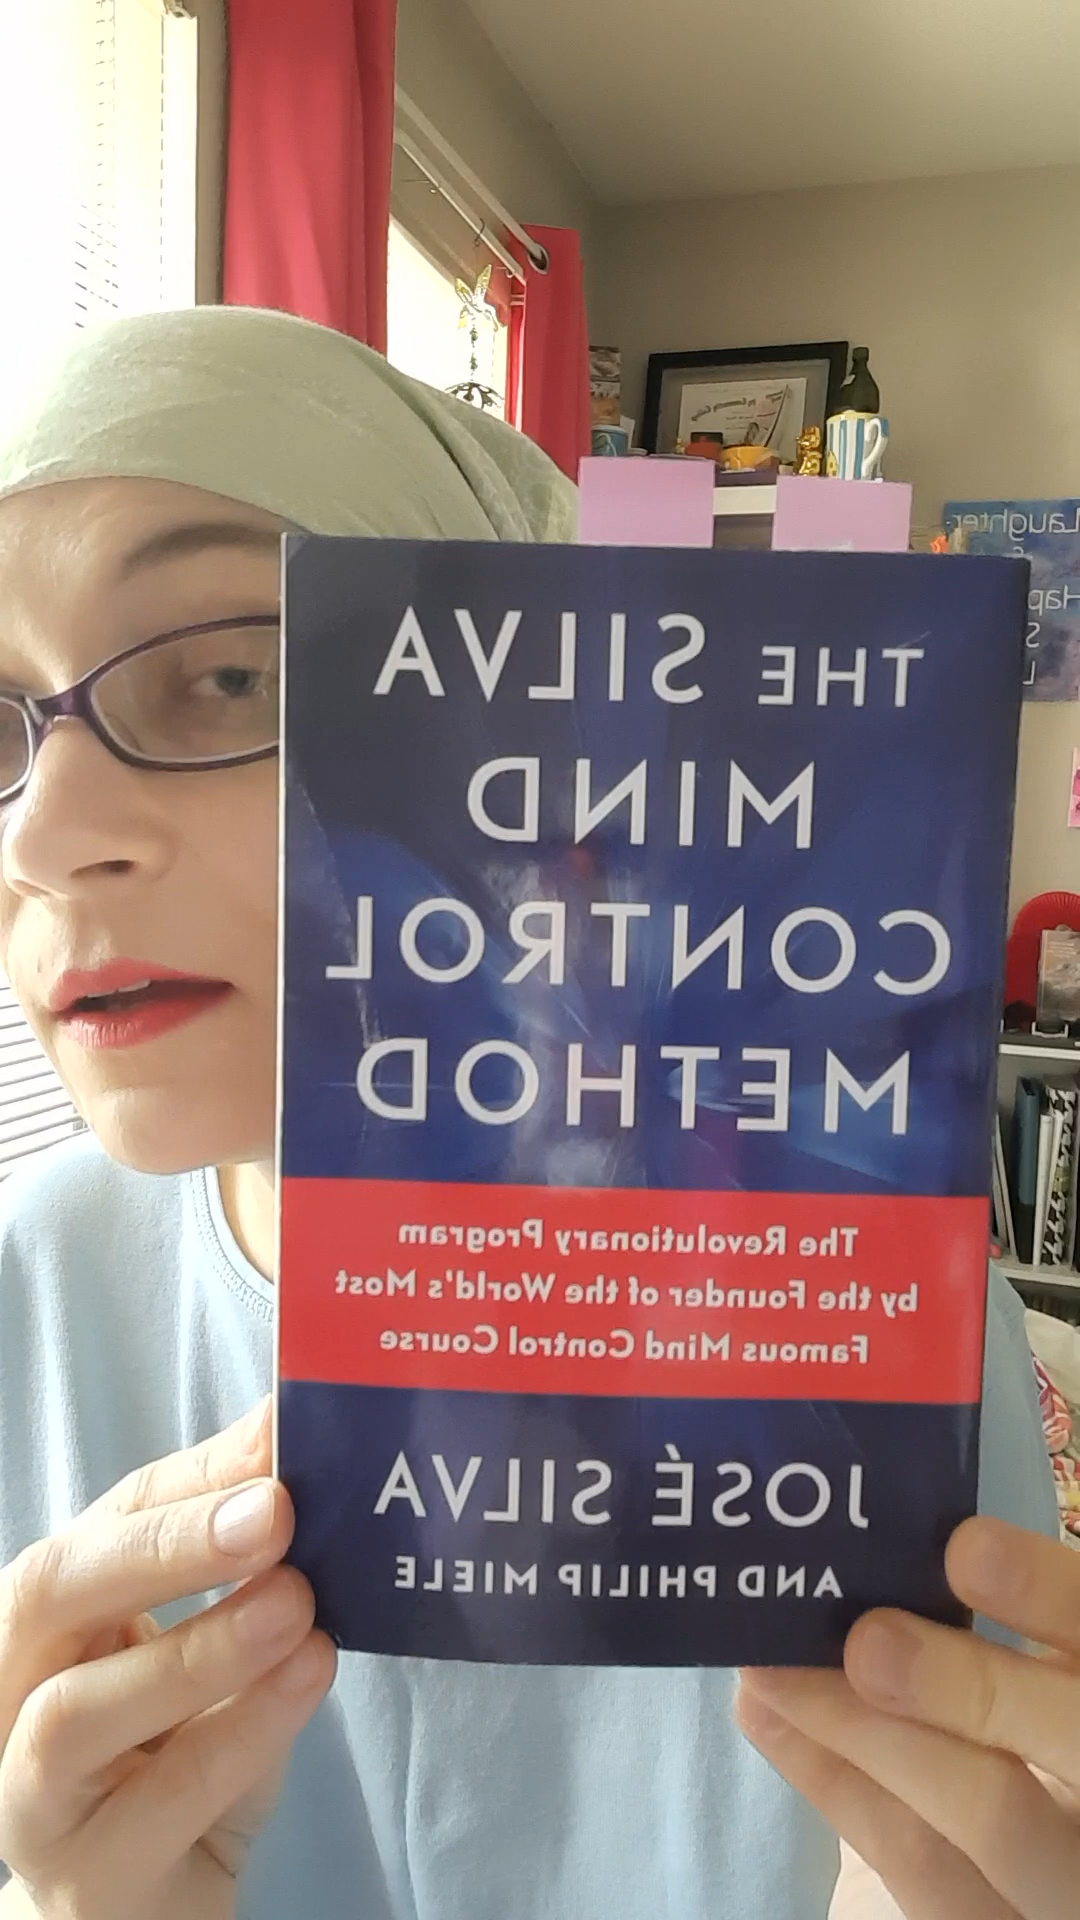 THE SILVA
MIND
CONTROL
METHOD
The Revolutionary Program
by the Founder of the World's Most
Famous Mind Control Course
JOSÉ SILVA
AND PHILIP MIELE
Laughter